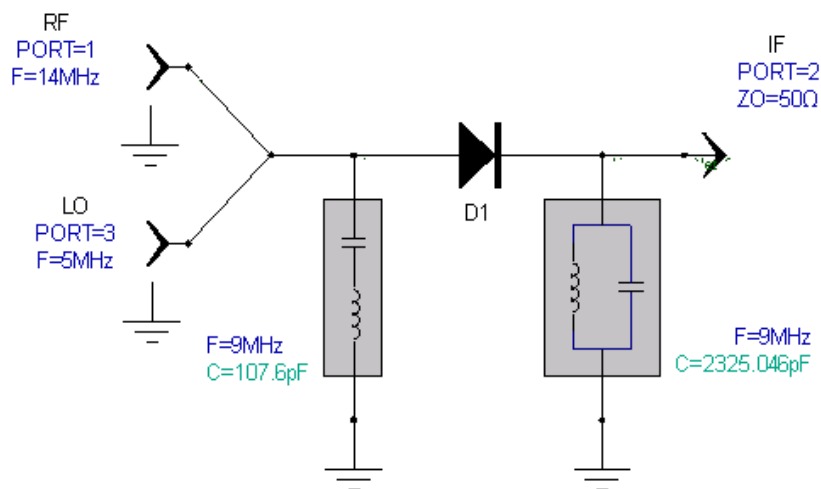 RF
PORT=1
F=14MHz
IF
PORT=2
ZO=50Ω
LO
PORT=3
F=5MHz
D1
F=9MHz
C=107.6pF
F=9MHz
C=2325.046pF